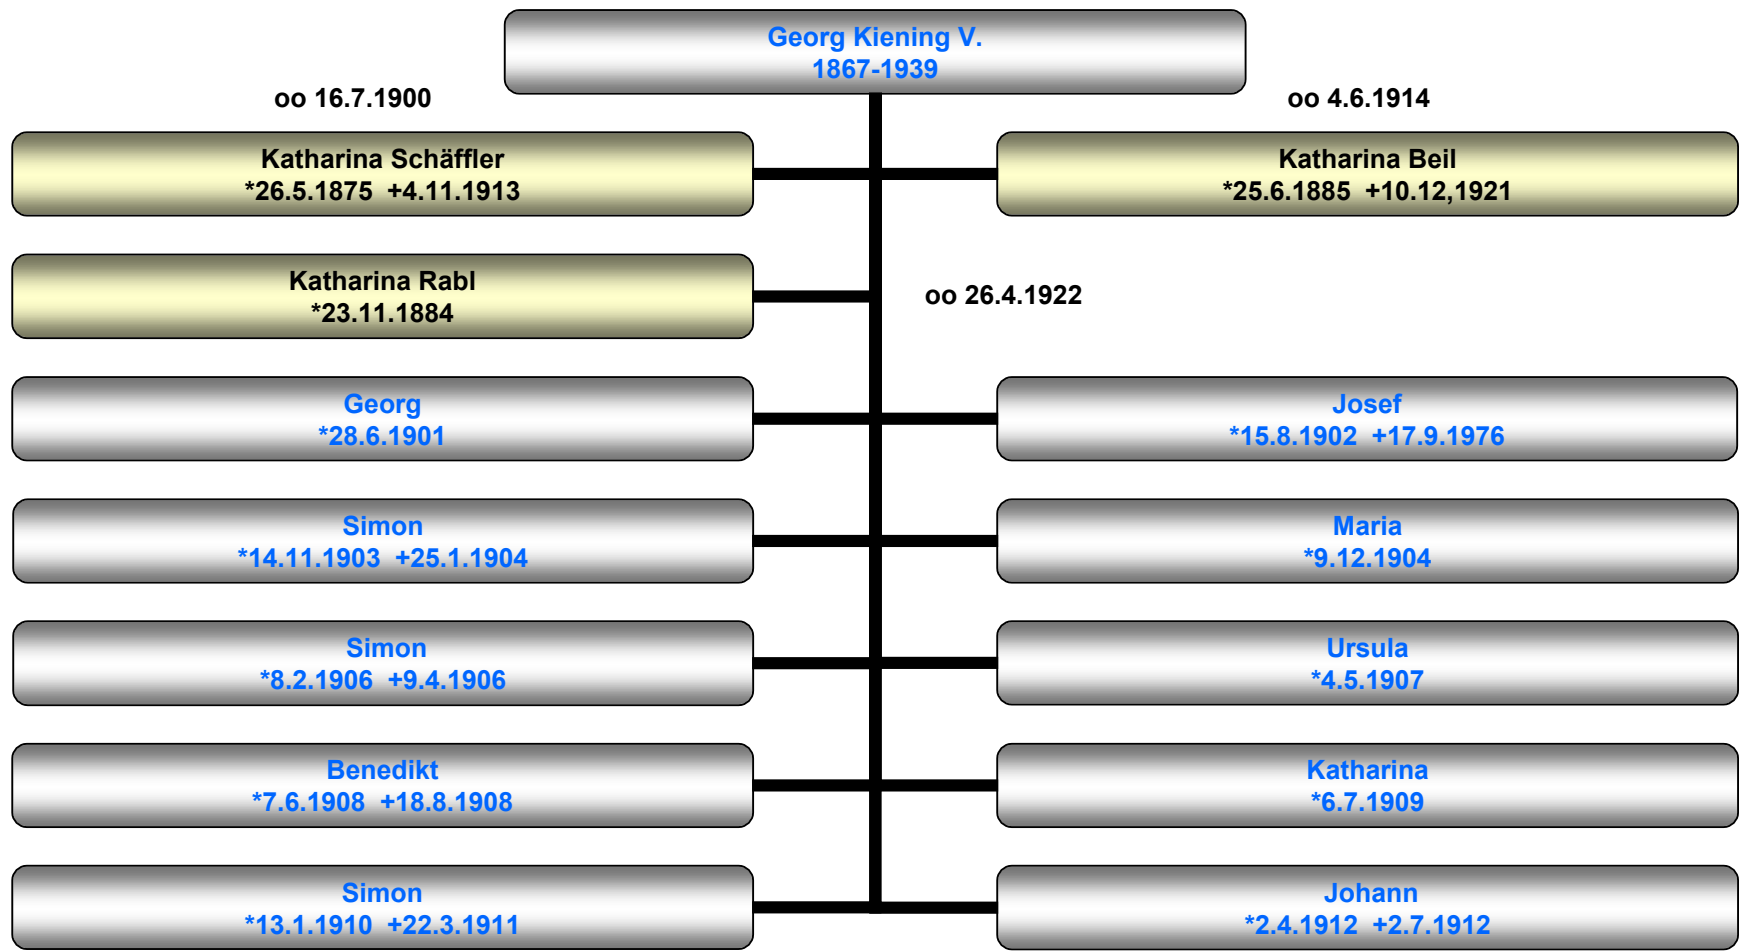 Georg Kiening V.
1867-1939
oo 16.7.1900
oo 4.6.1914
Katharina Schäffler
*26.5.1875  +4.11.1913
Katharina Beil
*25.6.1885  +10.12,1921
Katharina Rabl
*23.11.1884
oo 26.4.1922
Georg
*28.6.1901
Josef
*15.8.1902  +17.9.1976
Simon
*14.11.1903  +25.1.1904
Maria
*9.12.1904
Simon
*8.2.1906  +9.4.1906
Ursula
*4.5.1907
Benedikt
*7.6.1908  +18.8.1908
Katharina
*6.7.1909
Simon
*13.1.1910  +22.3.1911
Johann
*2.4.1912  +2.7.1912